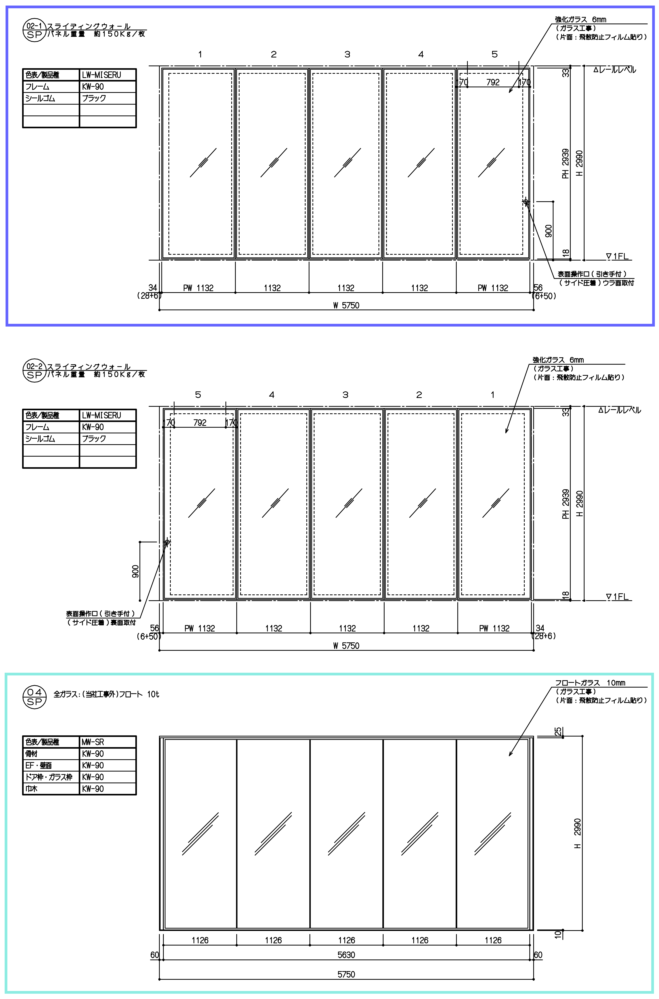 02-1 スライディングウォール
SP パネル重量　約150Kg/枚
強化ガラス 6mm
(ガラス工事)
(片面:飛散防止フィルム貼り)
1 2 3 4 5
色表/製品種 LW-MISERU
フレーム KW-90
シールゴム ブラック
170 792 170
33
△レールレベル
PH 2939
H 2990
900
18
▽1FL
表面操作口(引き手付)
(サイド圧着)ウラ面取付
34 PW 1132 1132 1132 1132 PW 1132 56
(28+6) (6+50)
W 5750
02-2 スライディングウォール
SP パネル重量　約150Kg/枚
強化ガラス 6mm
(ガラス工事)
(片面:飛散防止フィルム貼り)
5 4 3 2 1
色表/製品種 LW-MISERU
フレーム KW-90
シールゴム ブラック
170 792 170
33
△レールレベル
PH 2939
H 2990
900
18
▽1FL
表面操作口(引き手付)
(サイド圧着)裏面取付
56 PW 1132 1132 1132 1132 PW 1132 34
(6+50) (28+6)
W 5750
04
SP
全ガラス:(当社工事外)フロート 10t
フロートガラス 10mm
(ガラス工事)
(片面:飛散防止フィルム貼り)
色表/製品種 MW-SR
骨材 KW-90
EF・壁面 KW-90
ドア枠・ガラス枠 KW-90
巾木 KW-90
25
H 2990
10
1126 1126 1126 1126 1126
60 5630 60
5750